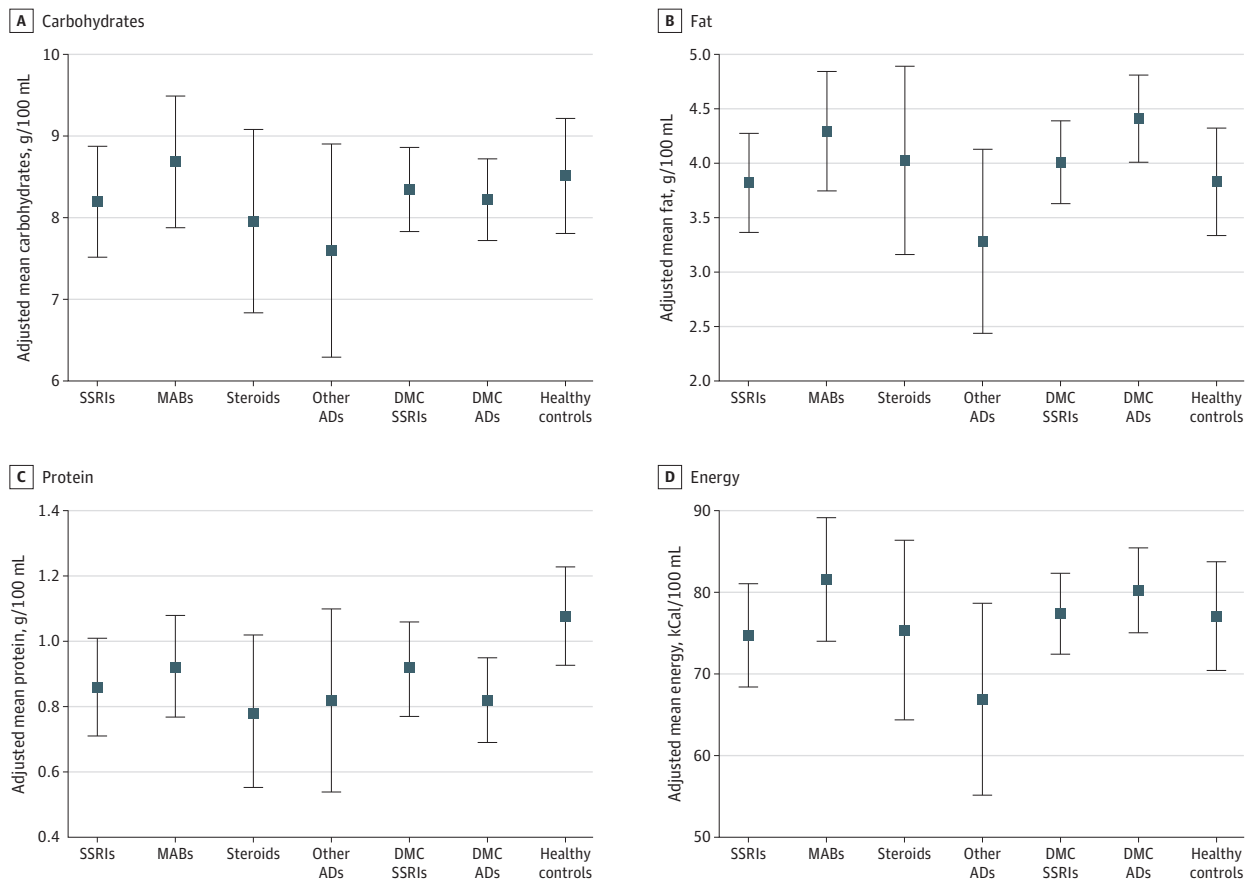 A Carbohydrates
Adjusted mean carbohydrates, g/100 mL
10
9
8
7
6
SSRIs MABs Steroids Other ADs DMC SSRIs DMC ADs Healthy controls
B Fat
Adjusted mean fat, g/100 mL
5.0
4.5
4.0
3.5
3.0
2.5
2.0
SSRIs MABs Steroids Other ADs DMC SSRIs DMC ADs Healthy controls
C Protein
Adjusted mean protein, g/100 mL
1.4
1.2
1.0
0.8
0.6
0.4
SSRIs MABs Steroids Other ADs DMC SSRIs DMC ADs Healthy controls
D Energy
Adjusted mean energy, kCal/100 mL
90
80
70
60
50
SSRIs MABs Steroids Other ADs DMC SSRIs DMC ADs Healthy controls